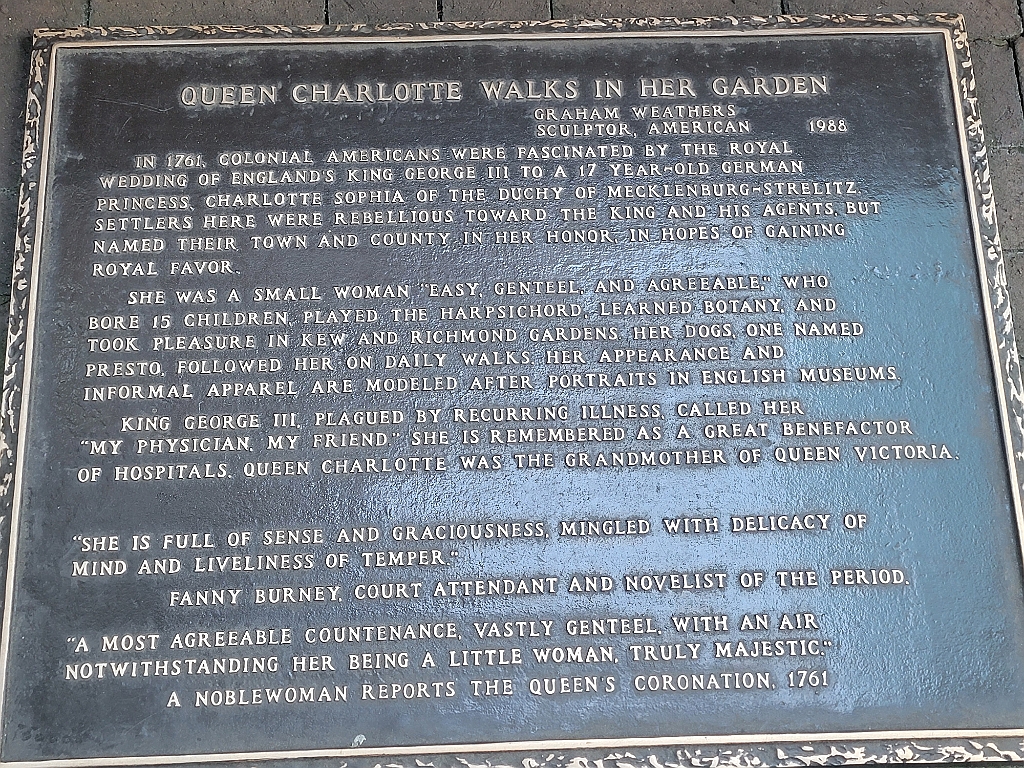 QUEEN CHARLOTTE WALKS IN HER GARDEN
GRAHAM WEATHERS
SCULPTOR, AMERICAN 1988
IN 1761, COLONIAL AMERICANS WERE FASCINATED BY THE ROYAL
WEDDING OF ENGLAND'S KING GEORGE III TO A 17 YEAR-OLD GERMAN
PRINCESS, CHARLOTTE SOPHIA OF THE DUCHY OF MECKLENBURG-STRELITZ.
SETTLERS HERE WERE REBELLIOUS TOWARD THE KING AND HIS AGENTS, BUT
NAMED THEIR TOWN AND COUNTY IN HER HONOR, IN HOPES OF GAINING
ROYAL FAVOR.
SHE WAS A SMALL WOMAN "EASY, GENTEEL, AND AGREEABLE," WHO
BORE 15 CHILDREN, PLAYED THE HARPSICHORD, LEARNED BOTANY, AND
TOOK PLEASURE IN KEW AND RICHMOND GARDENS. HER DOGS, ONE NAMED
PRESTO, FOLLOWED HER ON DAILY WALKS. HER APPEARANCE AND
INFORMAL APPAREL ARE MODELED AFTER PORTRAITS IN ENGLISH MUSEUMS.
KING GEORGE III, PLAGUED BY RECURRING ILLNESS, CALLED HER
"MY PHYSICIAN, MY FRIEND." SHE IS REMEMBERED AS A GREAT BENEFACTOR
OF HOSPITALS. QUEEN CHARLOTTE WAS THE GRANDMOTHER OF QUEEN VICTORIA.
"SHE IS FULL OF SENSE AND GRACIOUSNESS, MINGLED WITH DELICACY OF
MIND AND LIVELINESS OF TEMPER."
FANNY BURNEY, COURT ATTENDANT AND NOVELIST OF THE PERIOD.
"A MOST AGREEABLE COUNTENANCE, VASTLY GENTEEL, WITH AN AIR
NOTWITHSTANDING HER BEING A LITTLE WOMAN, TRULY MAJESTIC."
A NOBLEWOMAN REPORTS THE QUEEN'S CORONATION, 1761